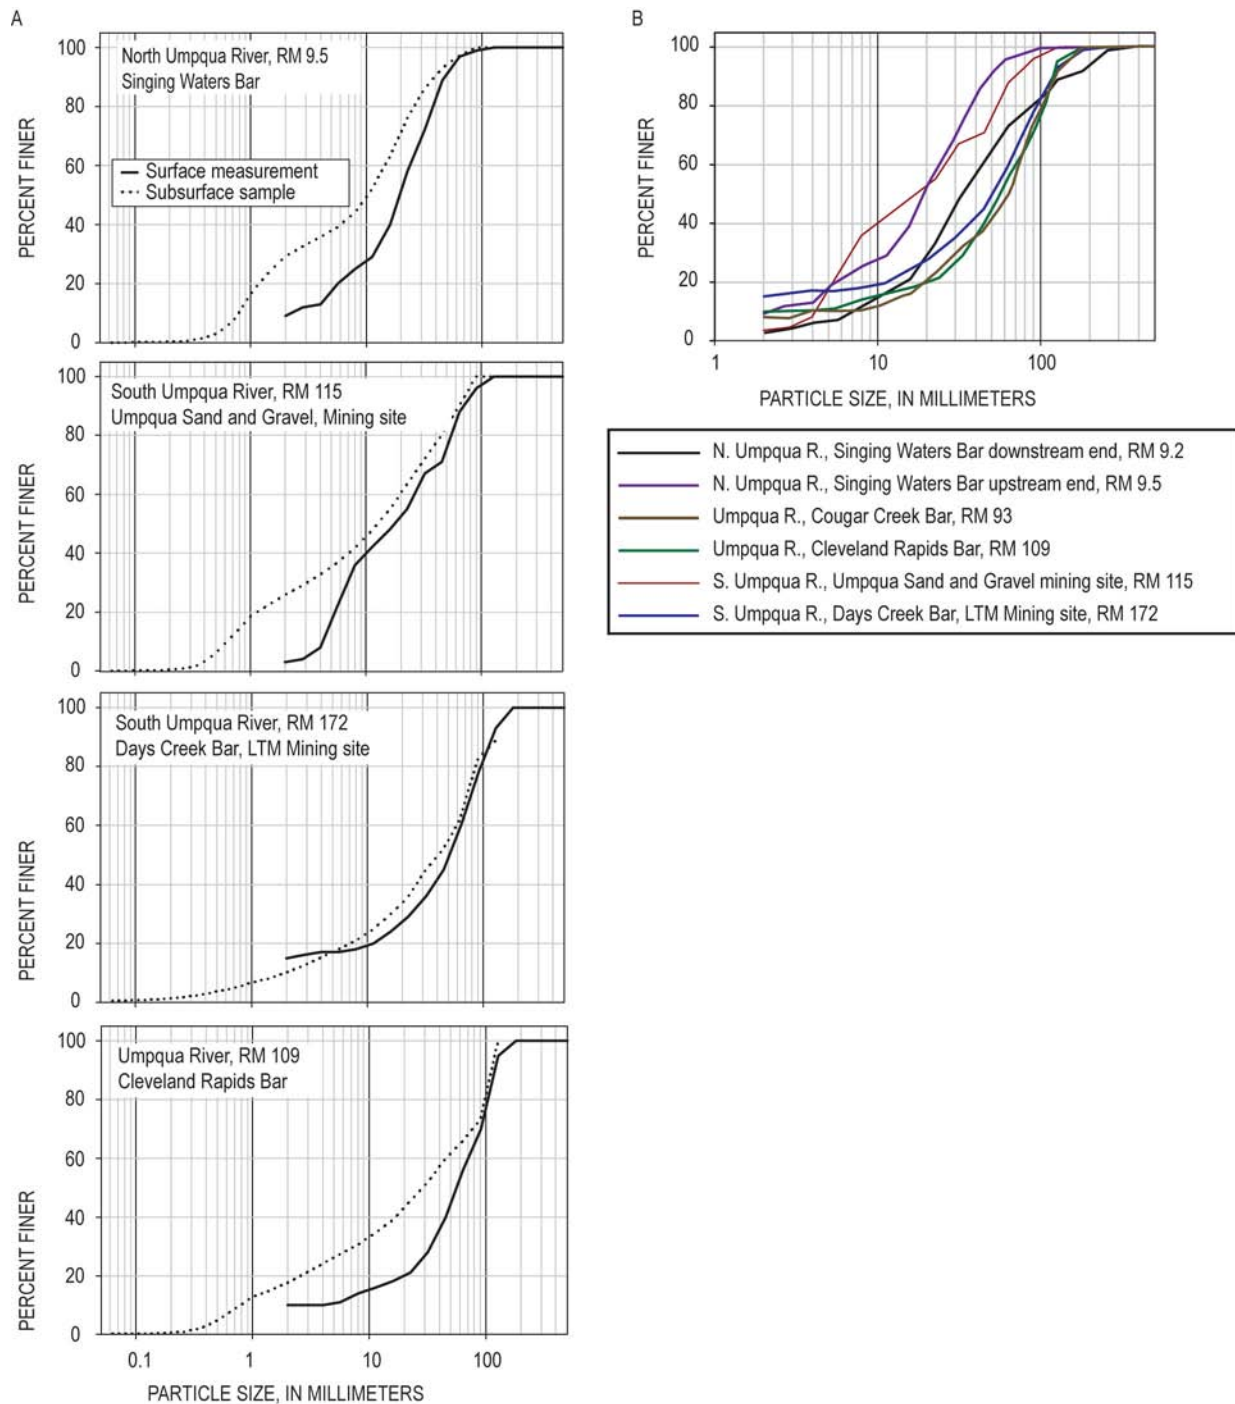 A
PERCENT FINER
100
80
60
40
20
0
North Umpqua River, RM 9.5
Singing Waters Bar
Surface measurement
Subsurface sample
PERCENT FINER
100
80
60
40
20
0
South Umpqua River, RM 115
Umpqua Sand and Gravel, Mining site
PERCENT FINER
100
80
60
40
20
0
South Umpqua River, RM 172
Days Creek Bar, LTM Mining site
PERCENT FINER
100
80
60
40
20
0
Umpqua River, RM 109
Cleveland Rapids Bar
0.1 1 10 100
PARTICLE SIZE, IN MILLIMETERS
B
PERCENT FINER
100
80
60
40
20
0
1 10 100
PARTICLE SIZE, IN MILLIMETERS
N. Umpqua R., Singing Waters Bar downstream end, RM 9.2
N. Umpqua R., Singing Waters Bar upstream end, RM 9.5
Umpqua R., Cougar Creek Bar, RM 93
Umpqua R., Cleveland Rapids Bar, RM 109
S. Umpqua R., Umpqua Sand and Gravel mining site, RM 115
S. Umpqua R., Days Creek Bar, LTM Mining site, RM 172